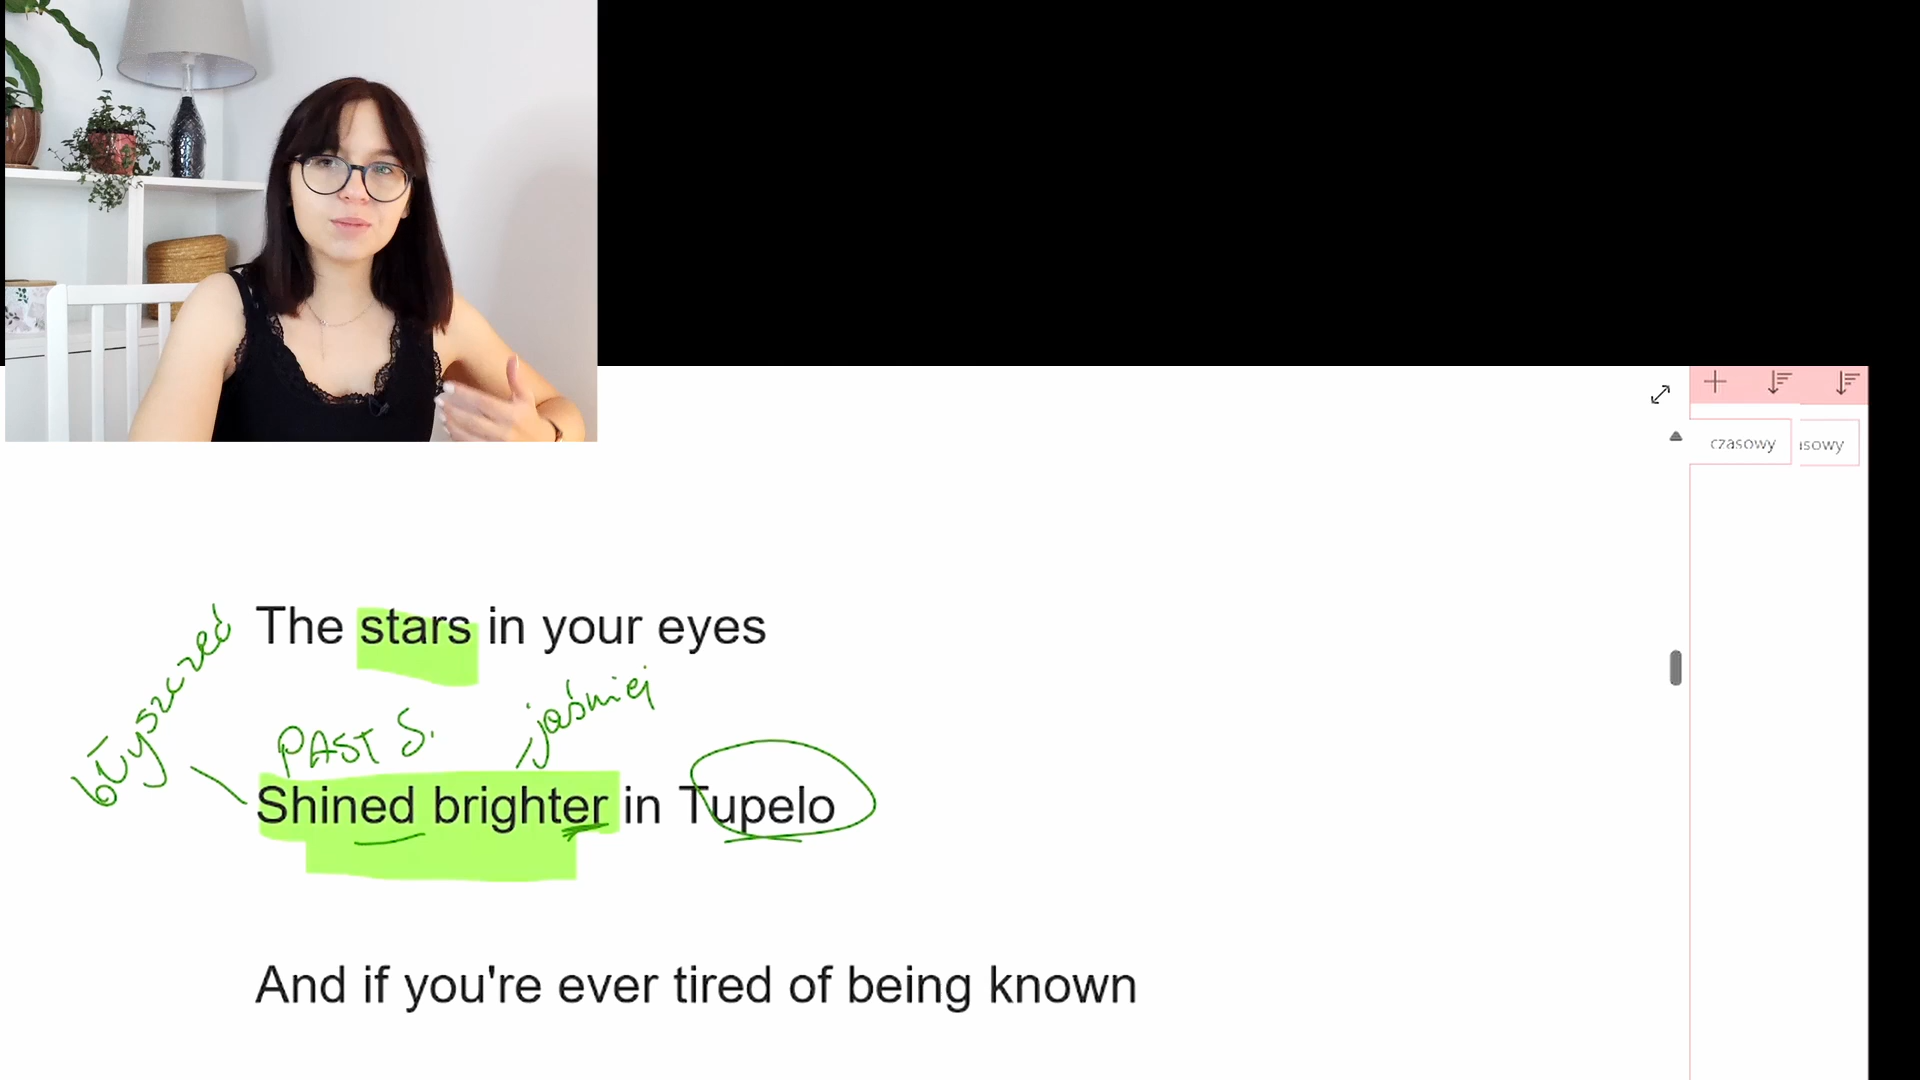 czasowy
asowy
The stars in your eyes
błyszczeć
PAST S.
jaśniej
Shined brighter in Tupelo
And if you're ever tired of being known